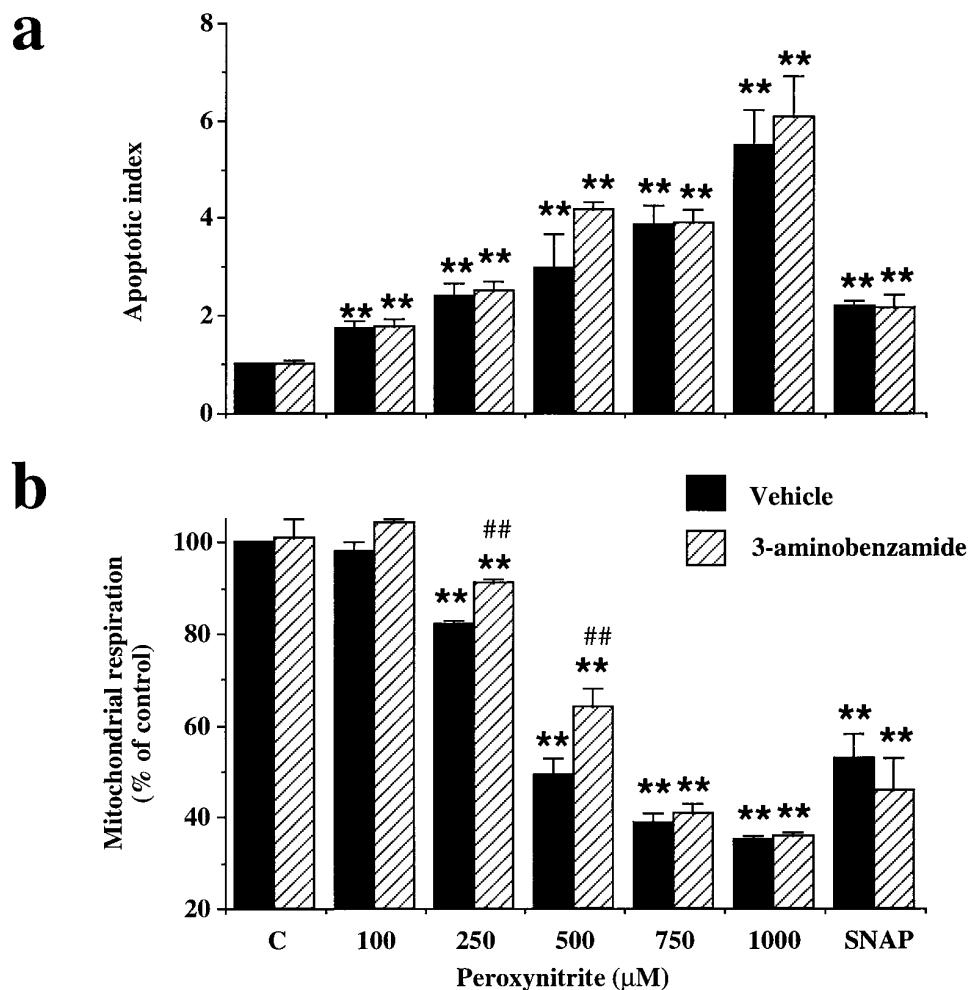 a
8
6
4
2
0
Apoptotic index
** ** ** ** ** ** ** ** ** ** ** **
b
Vehicle
3-aminobenzamide
100
80
60
40
20
Mitochondrial respiration
(% of control)
## ##
** ** ** ** ** ** ** ** ** **
C 100 250 500 750 1000 SNAP
Peroxynitrite (μM)